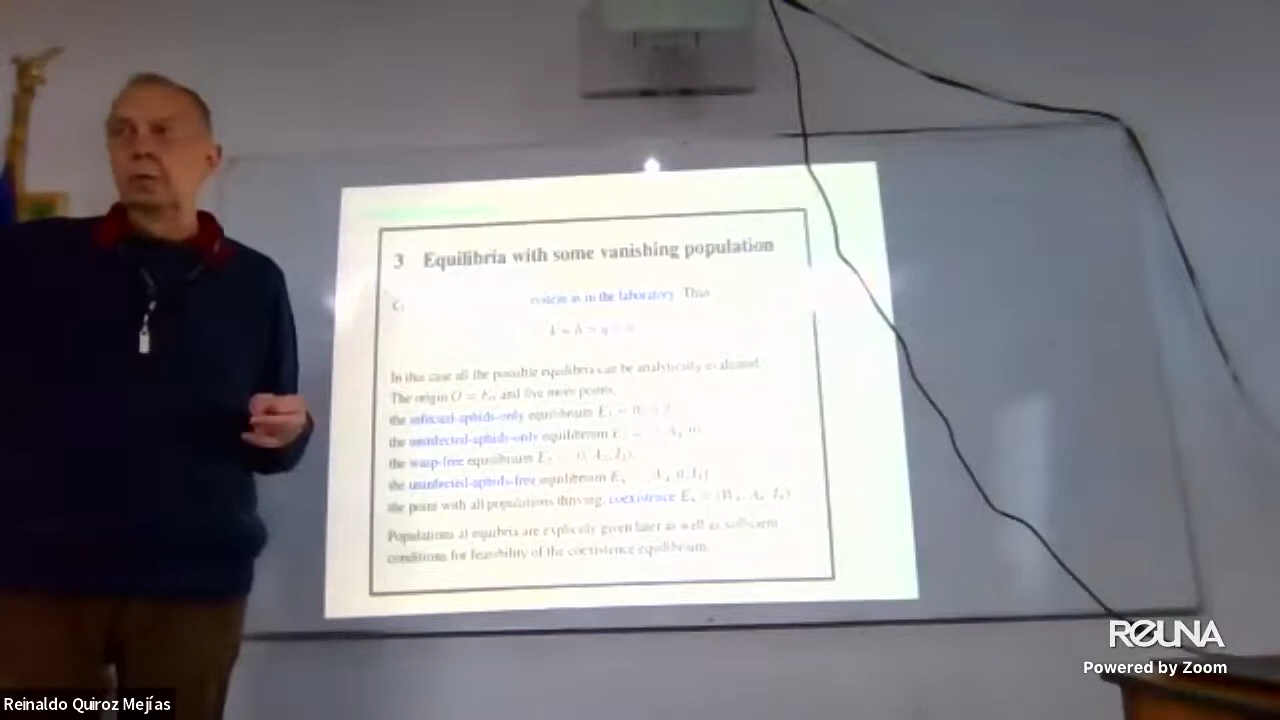 3 Equilibria with some vanishing population
system as in the laboratory. Thus
In this case all the possible equilibria can be analytically evaluated.
The origin O = and five more points,
the infected-aphids-only equilibrium
the uninfected-aphids-only equilibrium
the wasp-free equilibrium
the uninfected-aphids-free equilibrium
the point with all populations thriving, coexistence
Populations at equibria are explicitly given later as well as sufficient
conditions for feasibility of the coexistence equilibrium.
REUNA
Powered by Zoom
Reinaldo Quiroz Mejías